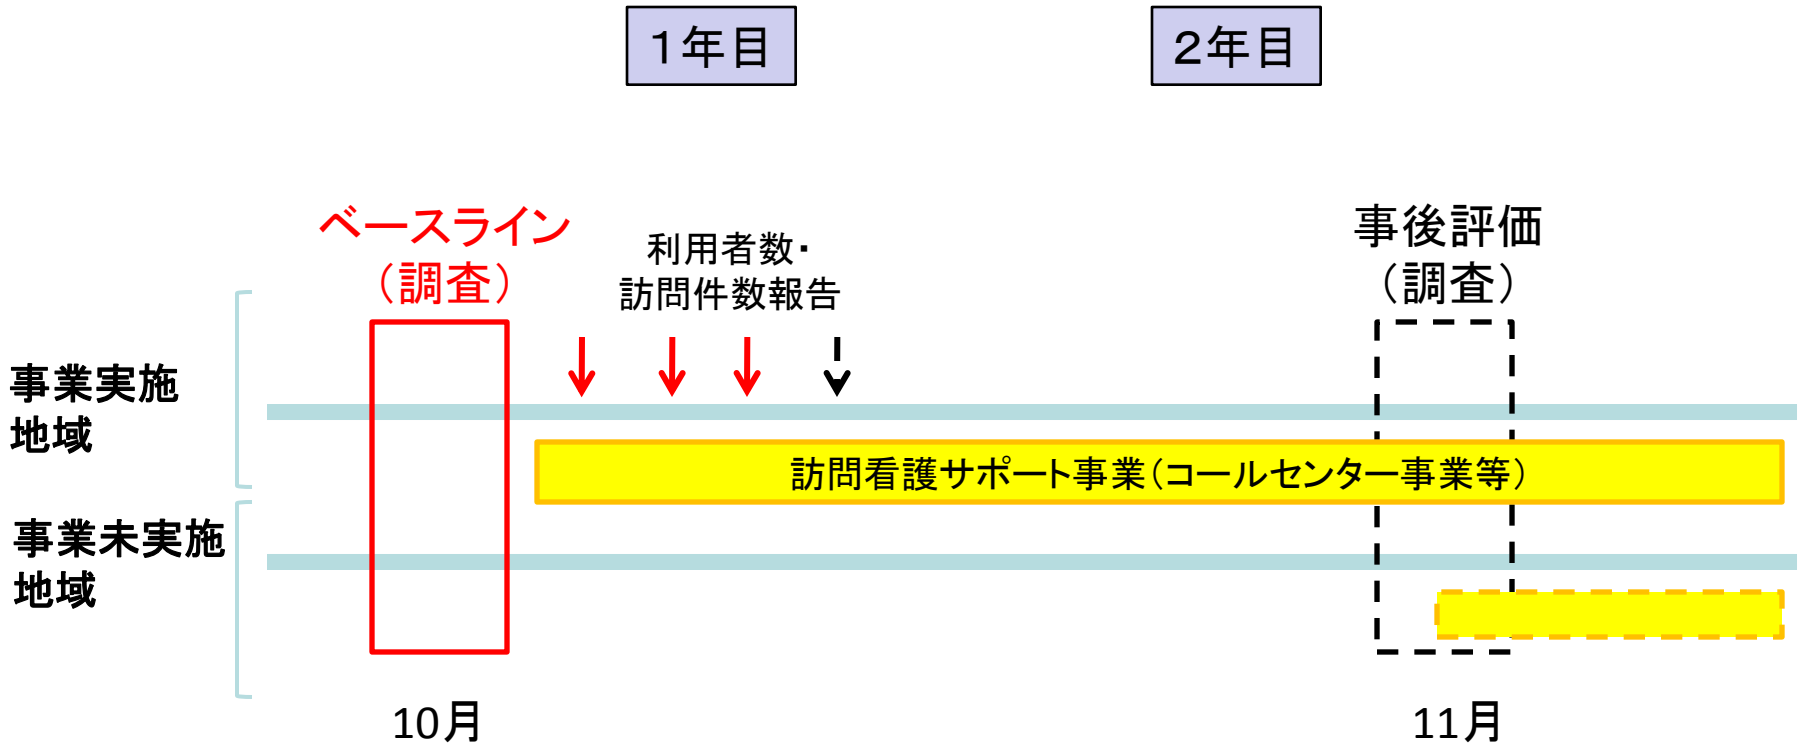 １年目
２年目
ベースライン
（調査）
利用者数・
訪問件数報告
事後評価
（調査）
事業実施
地域
訪問看護サポート事業（コールセンター事業等）
事業未実施
地域
10月
11月